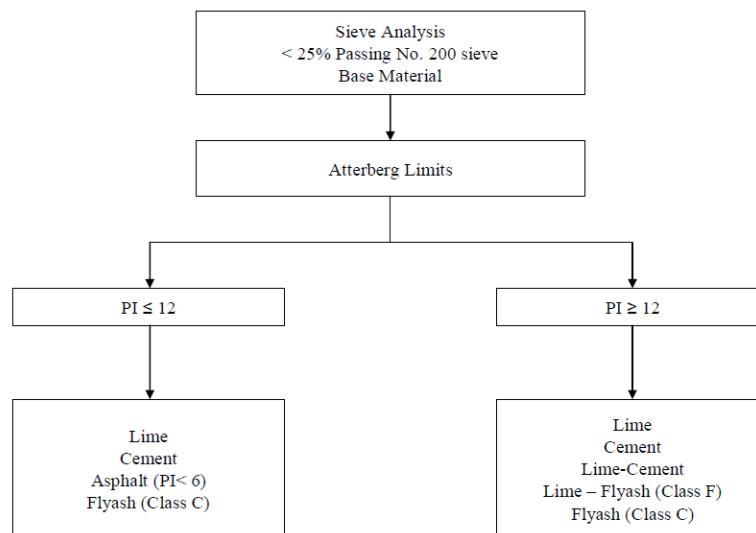 Sieve Analysis
< 25% Passing No. 200 sieve
Base Material
Atterberg Limits
PI ≤ 12
PI ≥ 12
Lime
Cement
Asphalt (PI< 6)
Flyash (Class C)
Lime
Cement
Lime-Cement
Lime – Flyash (Class F)
Flyash (Class C)